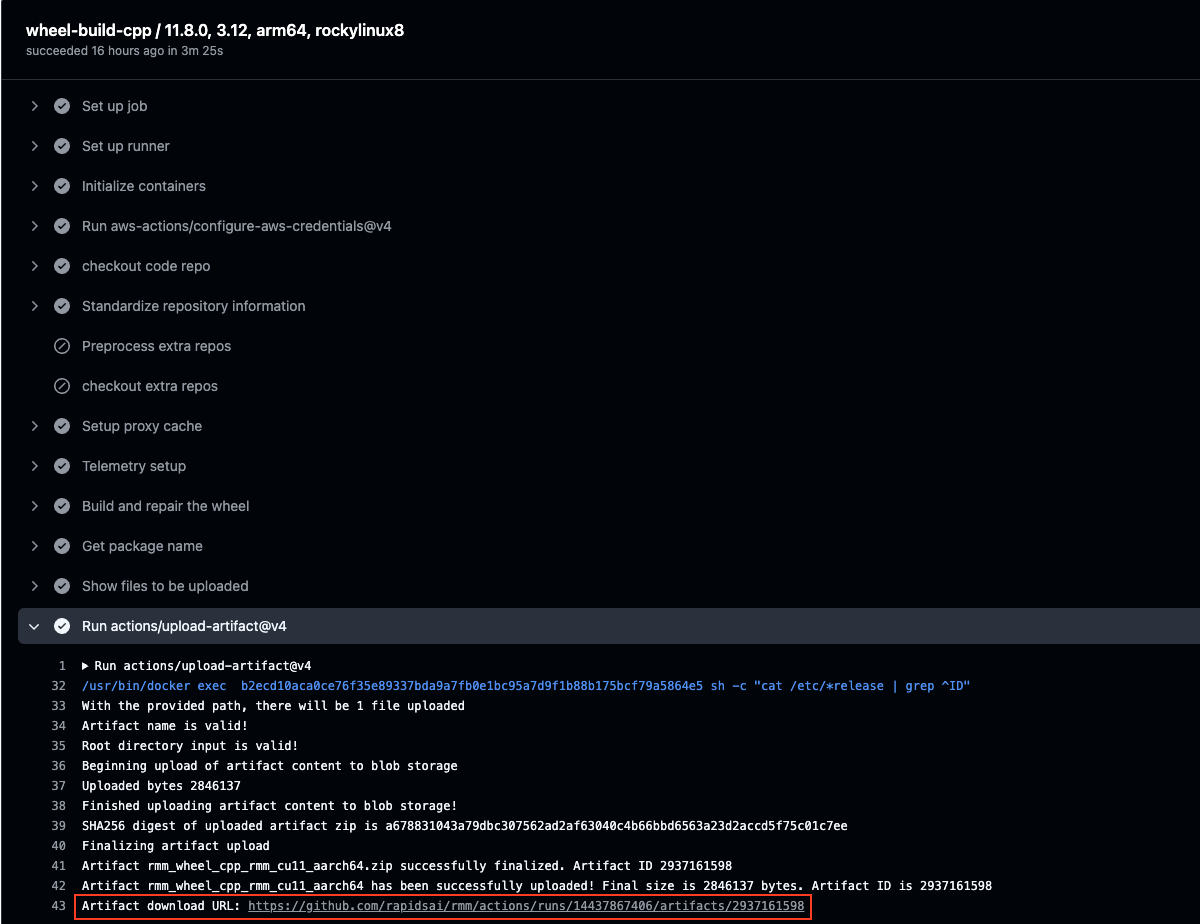 wheel-build-cpp / 11.8.0, 3.12, arm64, rockylinux8
succeeded 16 hours ago in 3m 25s
Set up job
Set up runner
Initialize containers
Run aws-actions/configure-aws-credentials@v4
checkout code repo
Standardize repository information
Preprocess extra repos
checkout extra repos
Setup proxy cache
Telemetry setup
Build and repair the wheel
Get package name
Show files to be uploaded
Run actions/upload-artifact@v4
1 Run actions/upload-artifact@v4
32 /usr/bin/docker exec  b2ecd10aca0ce76f35e89337bda9a7fb0e1bc95a7d9f1b88b175bcf79a5864e5 sh -c "cat /etc/*release | grep ^ID"
33 With the provided path, there will be 1 file uploaded
34 Artifact name is valid!
35 Root directory input is valid!
36 Beginning upload of artifact content to blob storage
37 Uploaded bytes 2846137
38 Finished uploading artifact content to blob storage!
39 SHA256 digest of uploaded artifact zip is a678831043a79dbc307562ad2af63040c4b66bbd6563a23d2accd5f75c01c7ee
40 Finalizing artifact upload
41 Artifact rmm_wheel_cpp_rmm_cu11_aarch64.zip successfully finalized. Artifact ID 2937161598
42 Artifact rmm_wheel_cpp_rmm_cu11_aarch64 has been successfully uploaded! Final size is 2846137 bytes. Artifact ID is 2937161598
43 Artifact download URL: https://github.com/rapidsai/rmm/actions/runs/14437867406/artifacts/2937161598